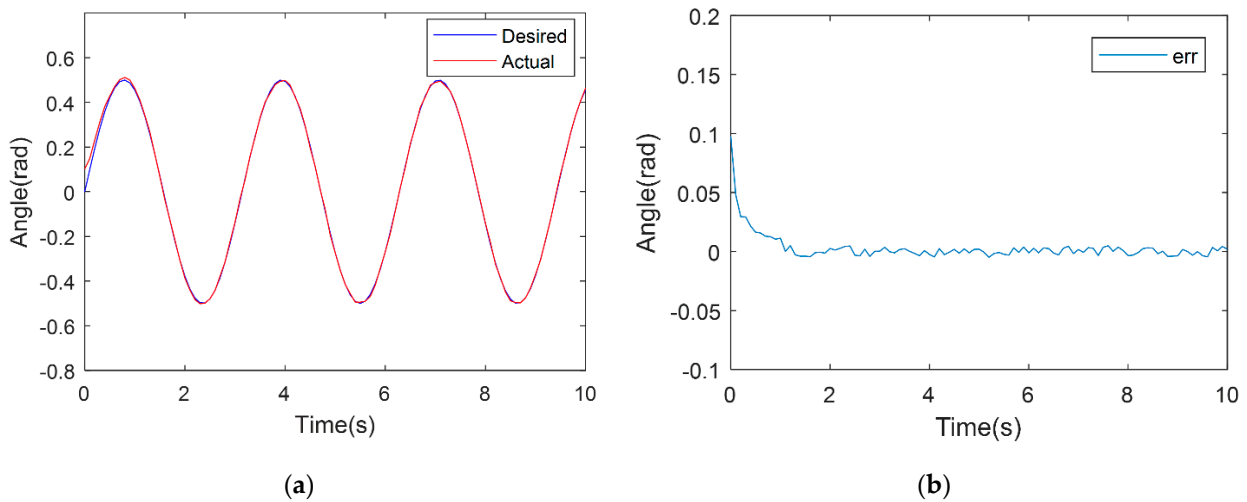 Desired
Actual
0.6
0.4
0.2
0
-0.2
-0.4
-0.6
-0.8
Angle(rad)
0 2 4 6 8 10
Time(s)
(a)
err
0.2
0.15
0.1
0.05
0
-0.05
-0.1
Angle(rad)
0 2 4 6 8 10
Time(s)
(b)